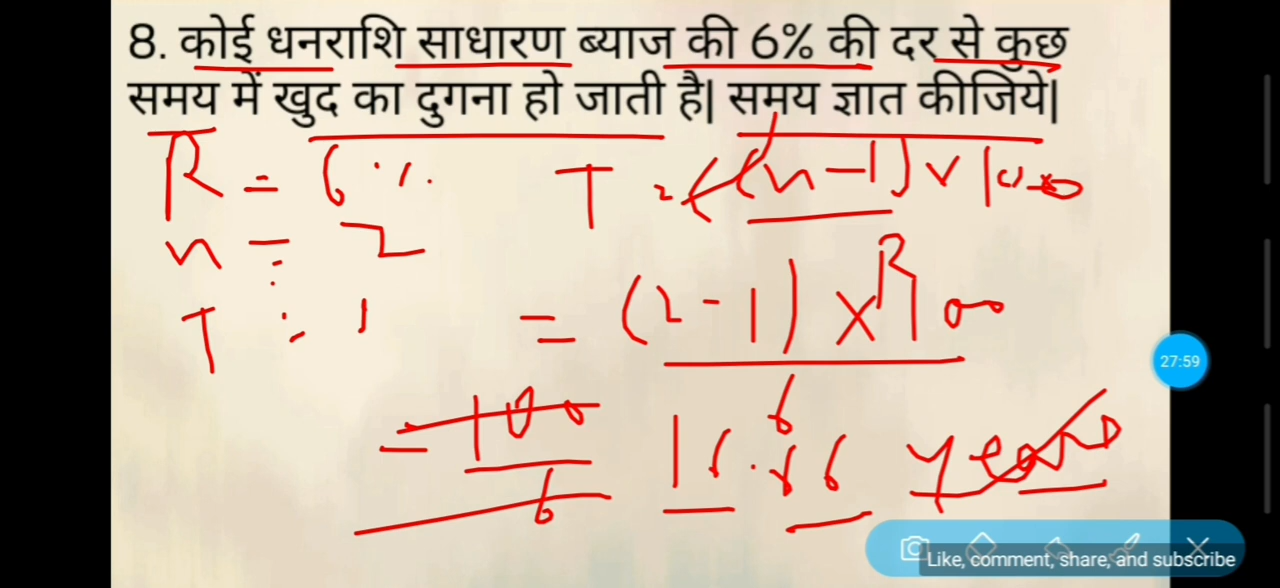 8. कोई धनराशि साधारण ब्याज की 6% की दर से कुछ
समय में खुद का दुगना हो जाती है| समय ज्ञात कीजिये|
R = 6 % T = (n-1) x 100
n = 2 R
T = ? = (2-1) x 100
6
= 100 16.66 years
6
27:59
Like, comment, share, and subscribe